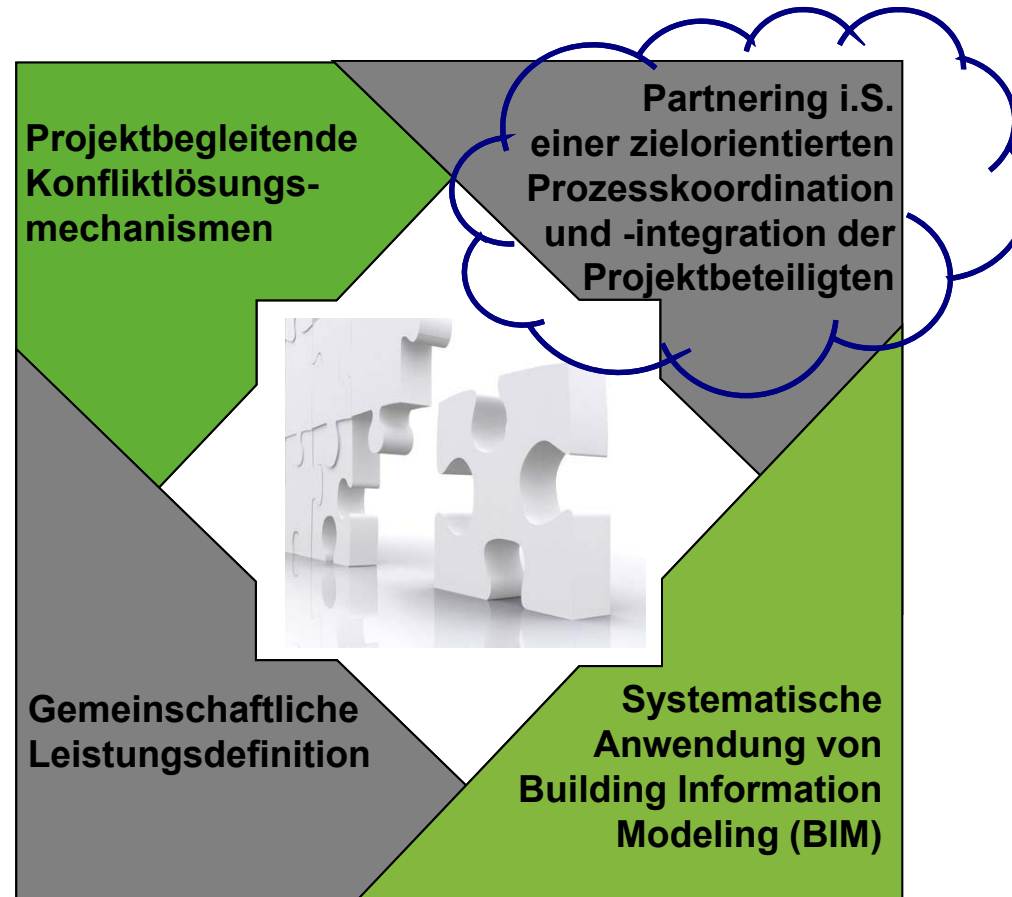 Projektbegleitende
Konfliktlösungs-
mechanismen
Partnering i.S.
einer zielorientierten
Prozesskoordination
und -integration der
Projektbeteiligten
Gemeinschaftliche
Leistungsdefinition
Systematische
Anwendung von
Building Information
Modeling (BIM)